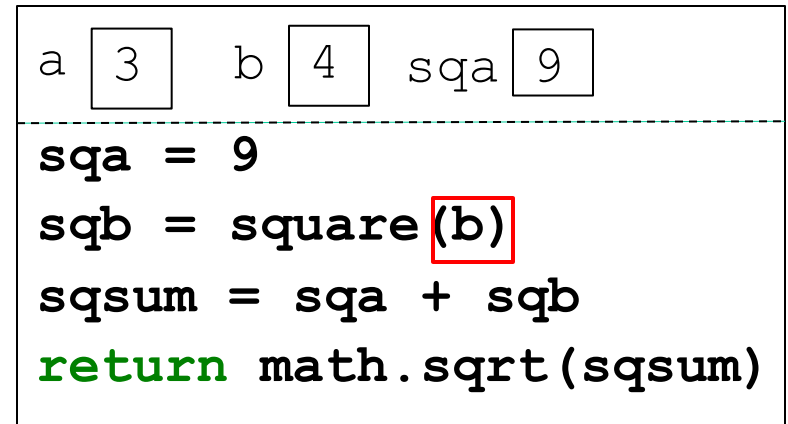 a 3 b 4 sqa 9
sqa = 9
sqb = square(b)
sqsum = sqa + sqb
return math.sqrt(sqsum)